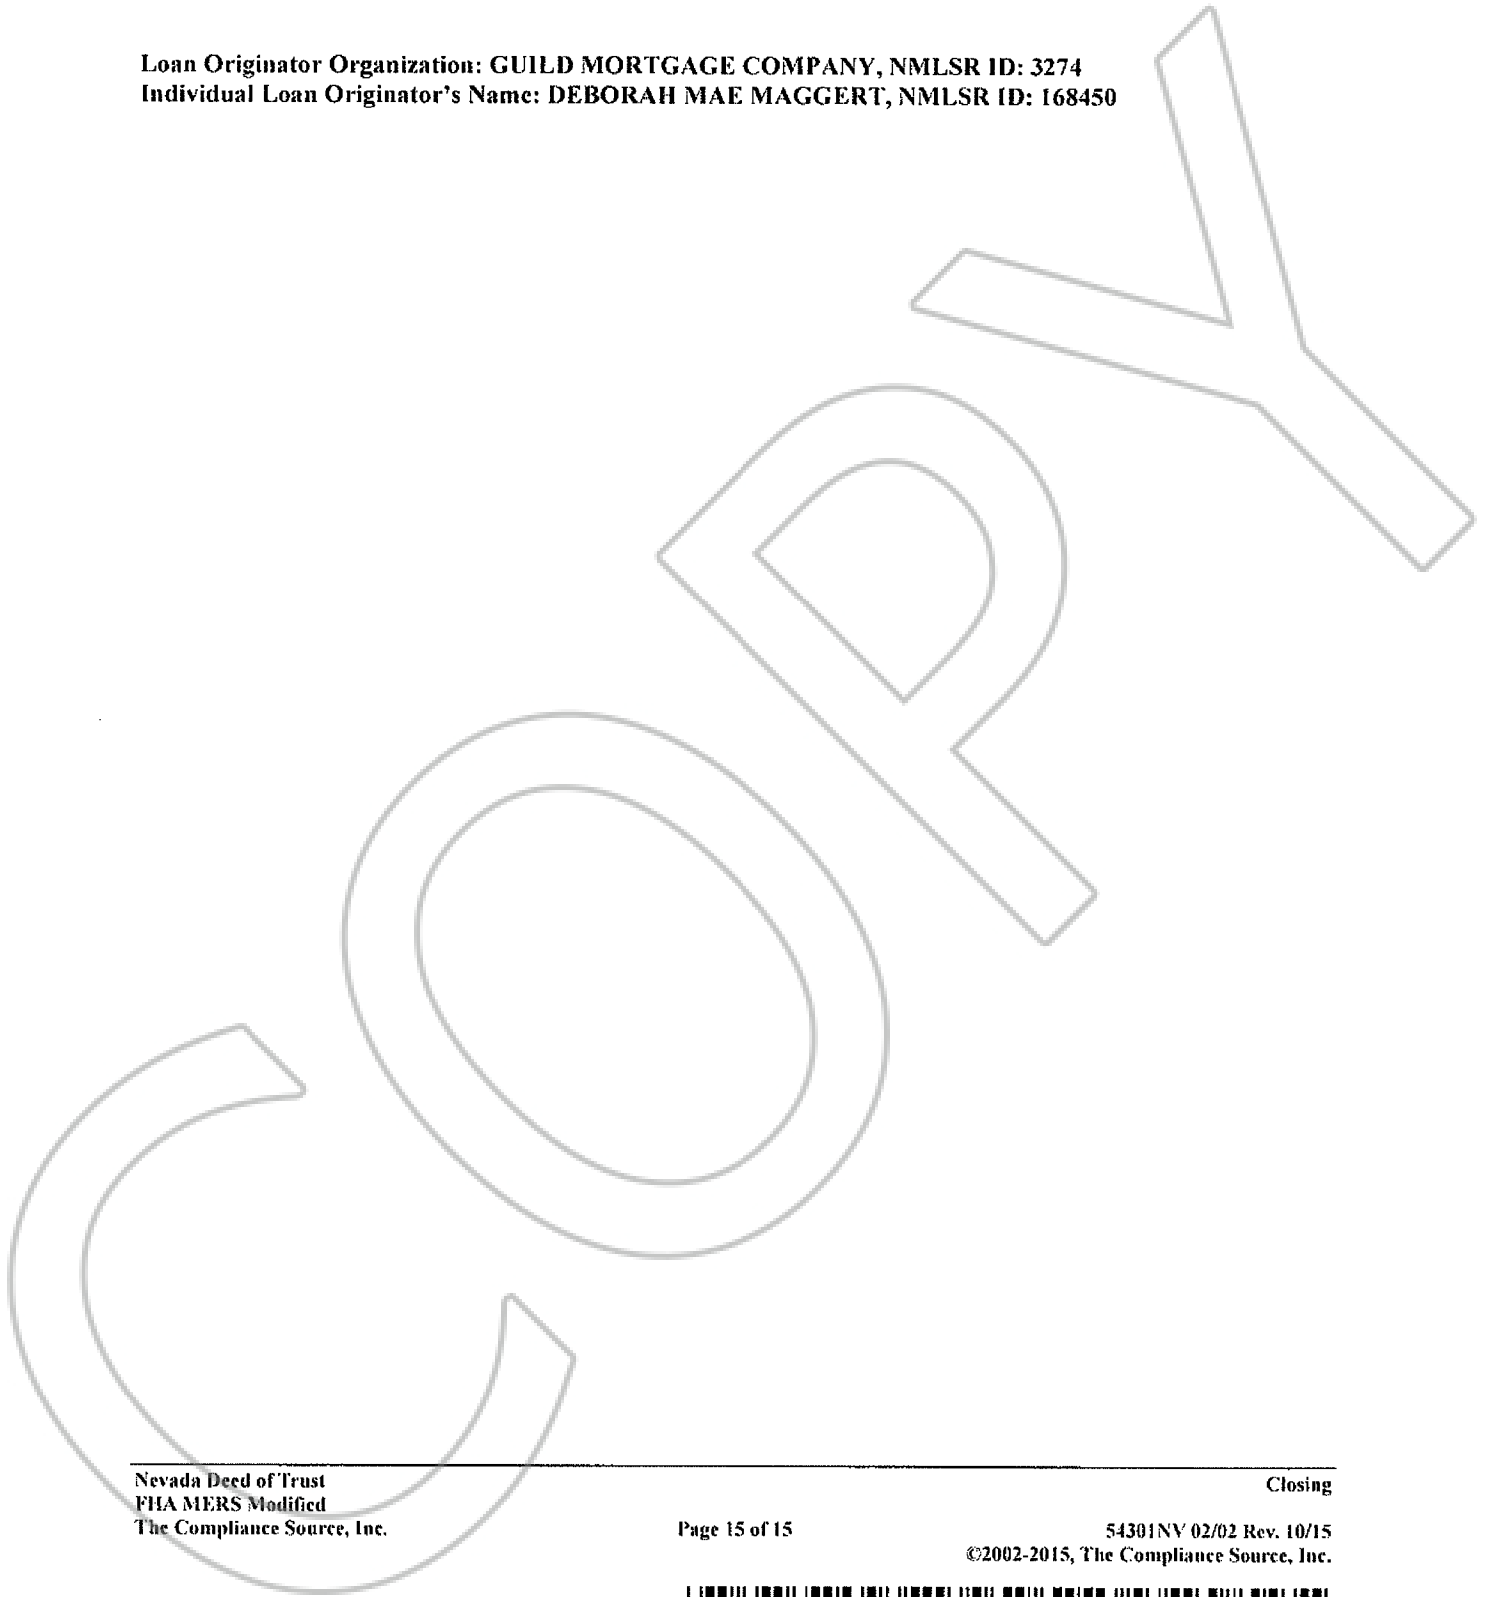 Loan Originator Organization: GUILD MORTGAGE COMPANY, NMLSR ID: 3274
Individual Loan Originator's Name: DEBORAH MAE MAGGERT, NMLSR ID: 168450
COPY
Nevada Deed of Trust
FHA MERS Modified
The Compliance Source, Inc.
Page 15 of 15
Closing
54301NV 02/02 Rev. 10/15
©2002-2015, The Compliance Source, Inc.